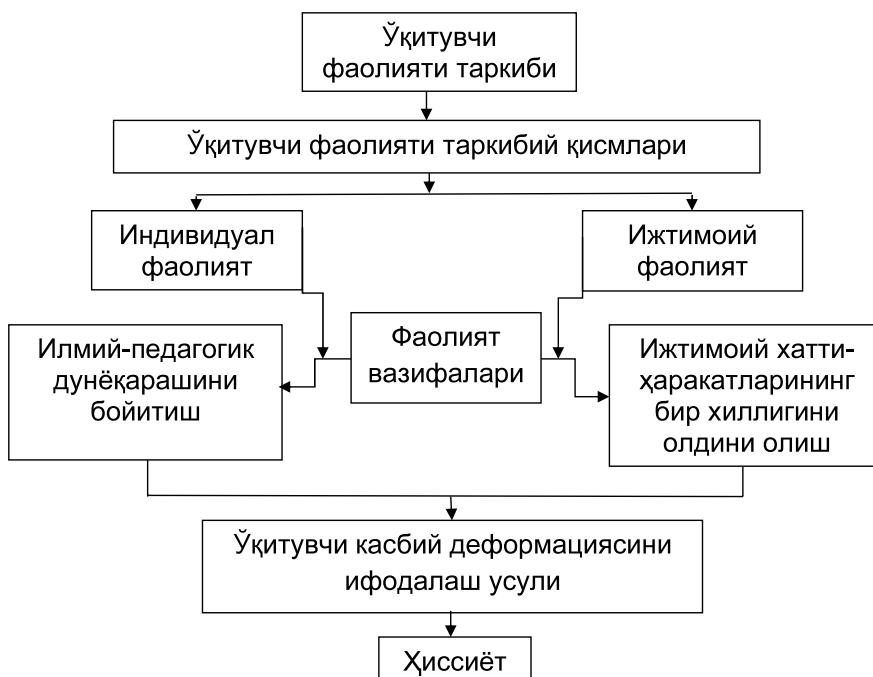 Ўқитувчи
фаолияти таркиби
Ўқитувчи фаолияти таркибий қисмлари
Индивидуал
фаолият
Ижтимоий
фаолият
Илмий-педагогик
дунёқарашини
бойитиш
Фаолият
вазифалари
Ижтимоий хатти-
ҳаракатларининг
бир хиллигини
олдини олиш
Ўқитувчи касбий деформациясини
ифодалаш усули
Ҳиссиёт